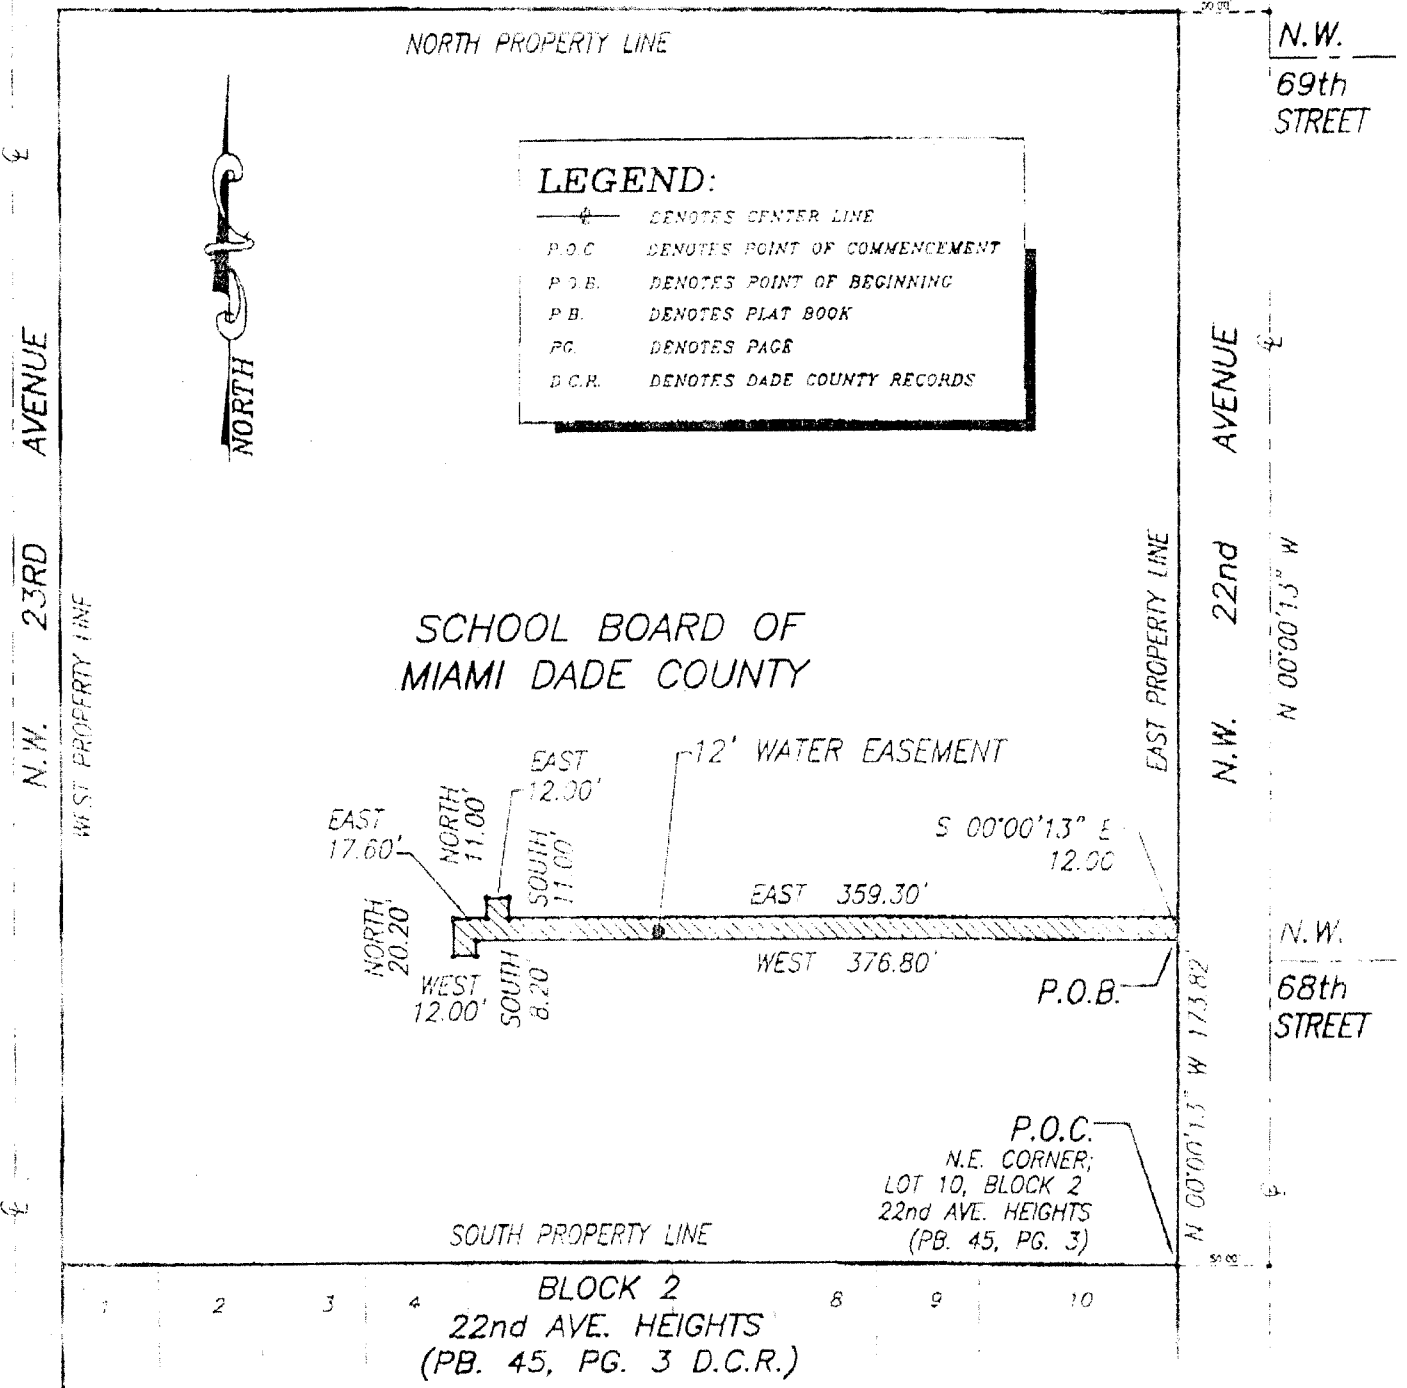 50.00'
NORTH PROPERTY LINE
N.W.
69th
STREET
LEGEND:
℄ DENOTES CENTER LINE
P.O.C DENOTES POINT OF COMMENCEMENT
P.O.B. DENOTES POINT OF BEGINNING
P.B. DENOTES PLAT BOOK
PG. DENOTES PAGE
D.C.R. DENOTES DADE COUNTY RECORDS
NORTH
℄
℄
N.W. 23RD AVENUE
WEST PROPERTY LINE
EAST PROPERTY LINE
N.W. 22nd AVENUE
N 00°00'13" W
SCHOOL BOARD OF
MIAMI DADE COUNTY
12' WATER EASEMENT
EAST
12.00'
NORTH
11.00'
EAST
17.60'
SOUTH
11.00'
S 00°00'13" E
12.00
EAST 359.30'
NORTH
20.20'
WEST 376.80'
WEST
12.00'
SOUTH
8.20'
P.O.B.
N.W.
68th
STREET
N 00°00'13" W 173.82
P.O.C.
N.E. CORNER;
LOT 10, BLOCK 2
22nd AVE. HEIGHTS
(PB. 45, PG. 3)
℄
℄
SOUTH PROPERTY LINE
50.00'
1 2 3 4 8 9 10
BLOCK 2
22nd AVE. HEIGHTS
(PB. 45, PG. 3 D.C.R.)